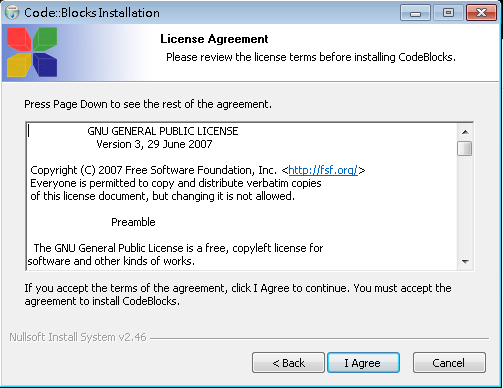 Code::Blocks Installation
License Agreement
Please review the license terms before installing CodeBlocks.
Press Page Down to see the rest of the agreement.
GNU GENERAL PUBLIC LICENSE
Version 3, 29 June 2007
Copyright (C) 2007 Free Software Foundation, Inc. <http://fsf.org/>
Everyone is permitted to copy and distribute verbatim copies
of this license document, but changing it is not allowed.
Preamble
The GNU General Public License is a free, copyleft license for
software and other kinds of works.
If you accept the terms of the agreement, click I Agree to continue. You must accept the
agreement to install CodeBlocks.
Nullsoft Install System v2.46
< Back
I Agree
Cancel